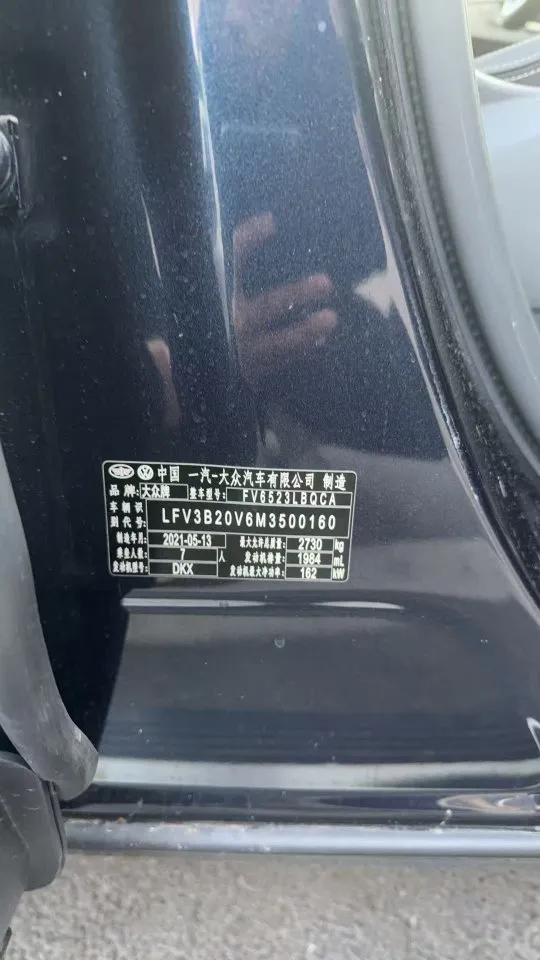 中国 一汽-大众汽车有限公司 制造
品牌: 大众牌 整车型号: FV6523LBQCA
车辆识别代号: LFV3B20V6M3500160
制造年月 2021-05-13 最大允许总质量: 2730 kg
乘坐人数: 7 人 发动机排量: 1984 mL
发动机型号: DKX 发动机最大净功率: 162 kW